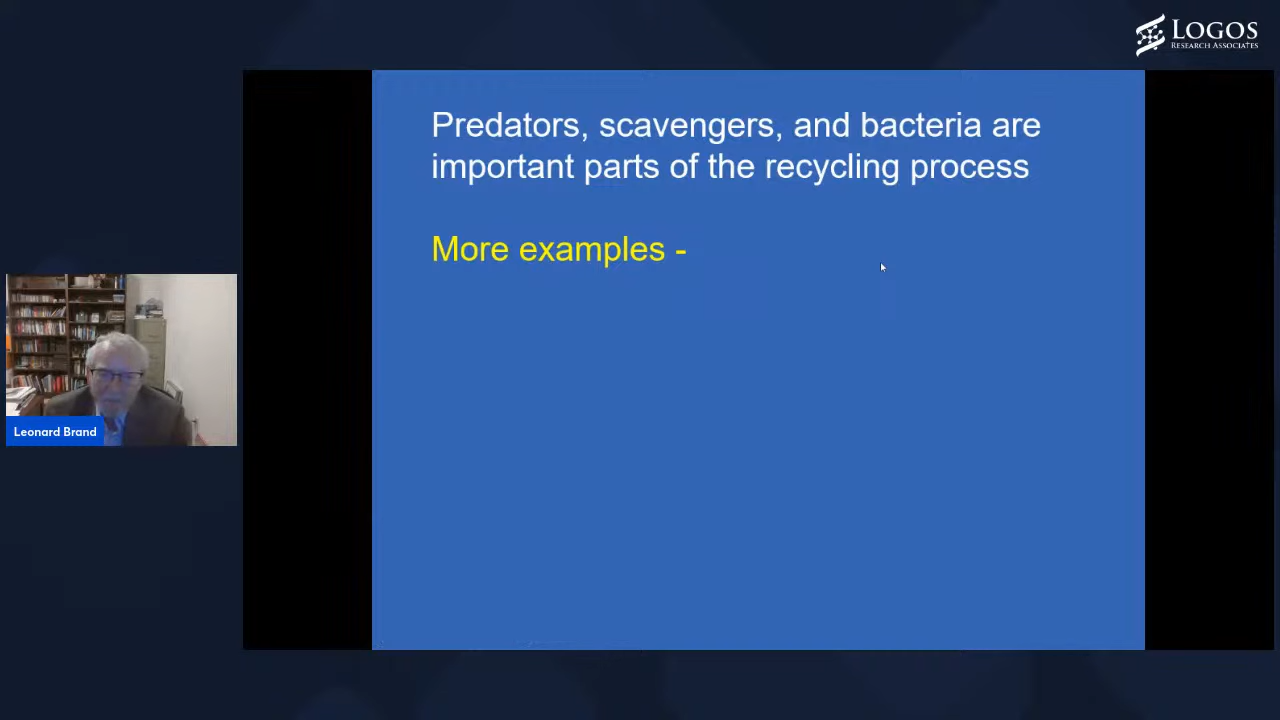 LOGOS
RESEARCH ASSOCIATES
Predators, scavengers, and bacteria are
important parts of the recycling process
More examples -
Leonard Brand